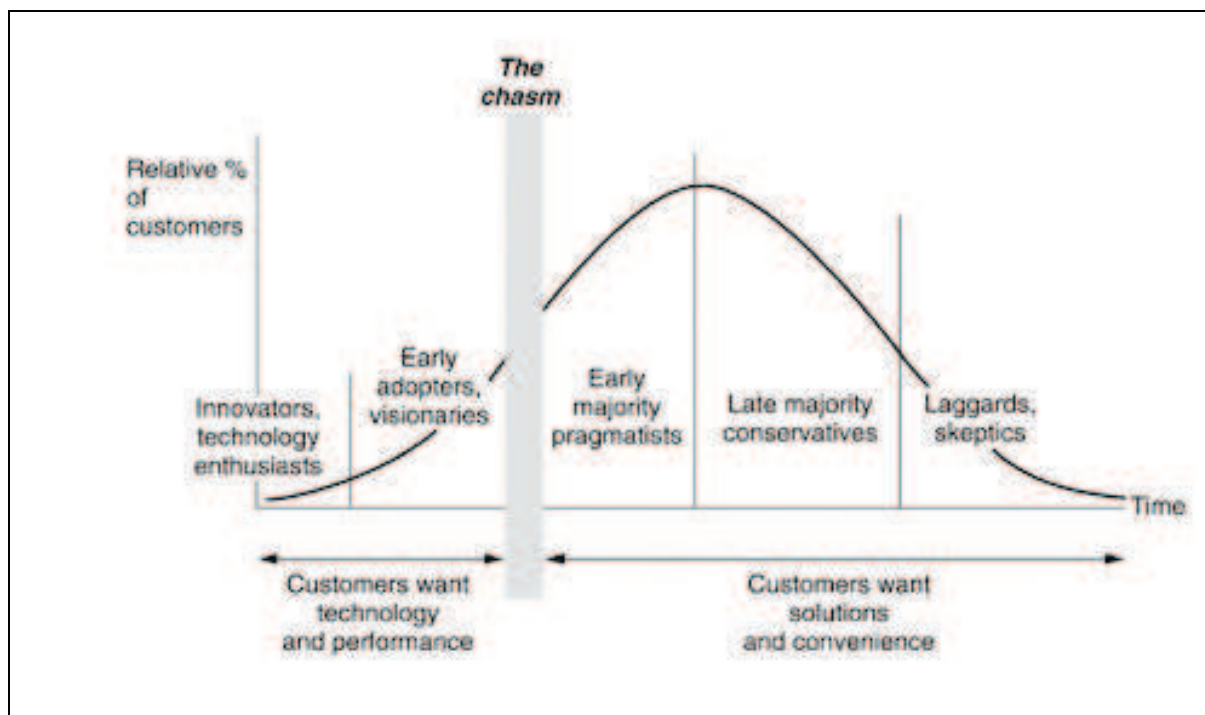 The
chasm
Relative %
of
customers
Innovators,
technology
enthusiasts
Early
adopters,
visionaries
Early
majority
pragmatists
Late majority
conservatives
Laggards,
skeptics
Time
Customers want
technology
and performance
Customers want
solutions
and convenience